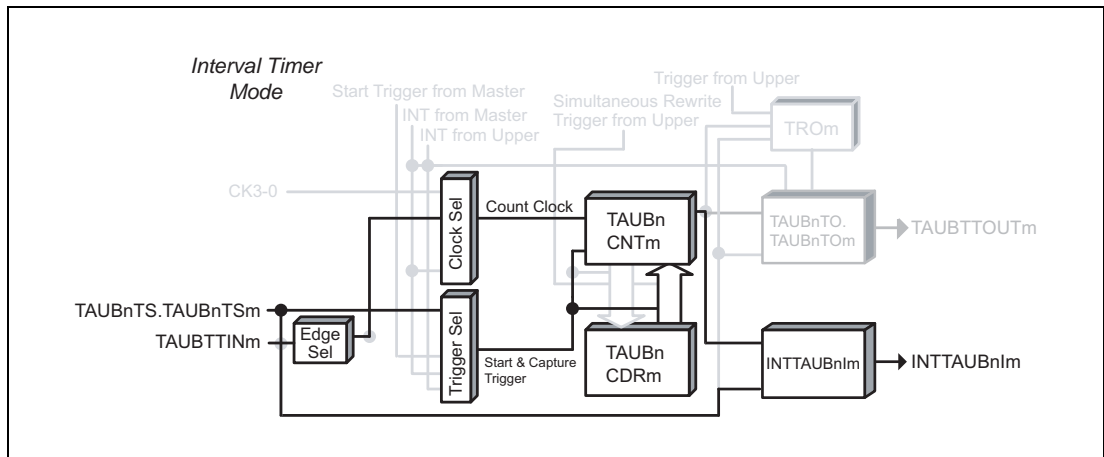 Interval Timer
Mode
Trigger from Upper
Start Trigger from Master
Simultaneous Rewrite
Trigger from Upper
INT from Master
INT from Upper
TROm
CK3-0
Clock Sel
Count Clock
TAUBn
CNTm
TAUBnTO.
TAUBnTOm
TAUBTTOUTm
TAUBnTS.TAUBnTSm
TAUBTTINm
Edge
Sel
Trigger Sel
Start & Capture
Trigger
TAUBn
CDRm
INTTAUBnIm
INTTAUBnIm